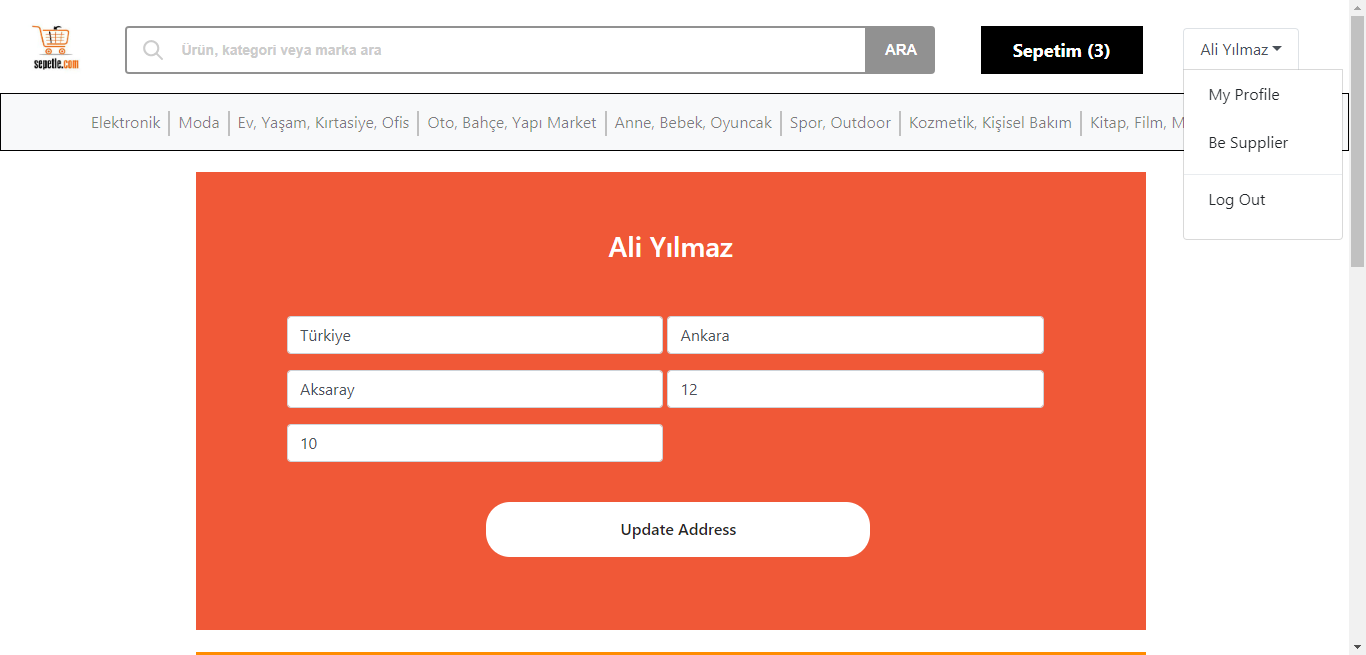 sepetle.com
Ürün, kategori veya marka ara
ARA
Sepetim (3)
Ali Yılmaz
My Profile
Be Supplier
Log Out
Elektronik
Moda
Ev, Yaşam, Kırtasiye, Ofis
Oto, Bahçe, Yapı Market
Anne, Bebek, Oyuncak
Spor, Outdoor
Kozmetik, Kişisel Bakım
Kitap, Film, M
Ali Yılmaz
Türkiye
Ankara
Aksaray
12
10
Update Address